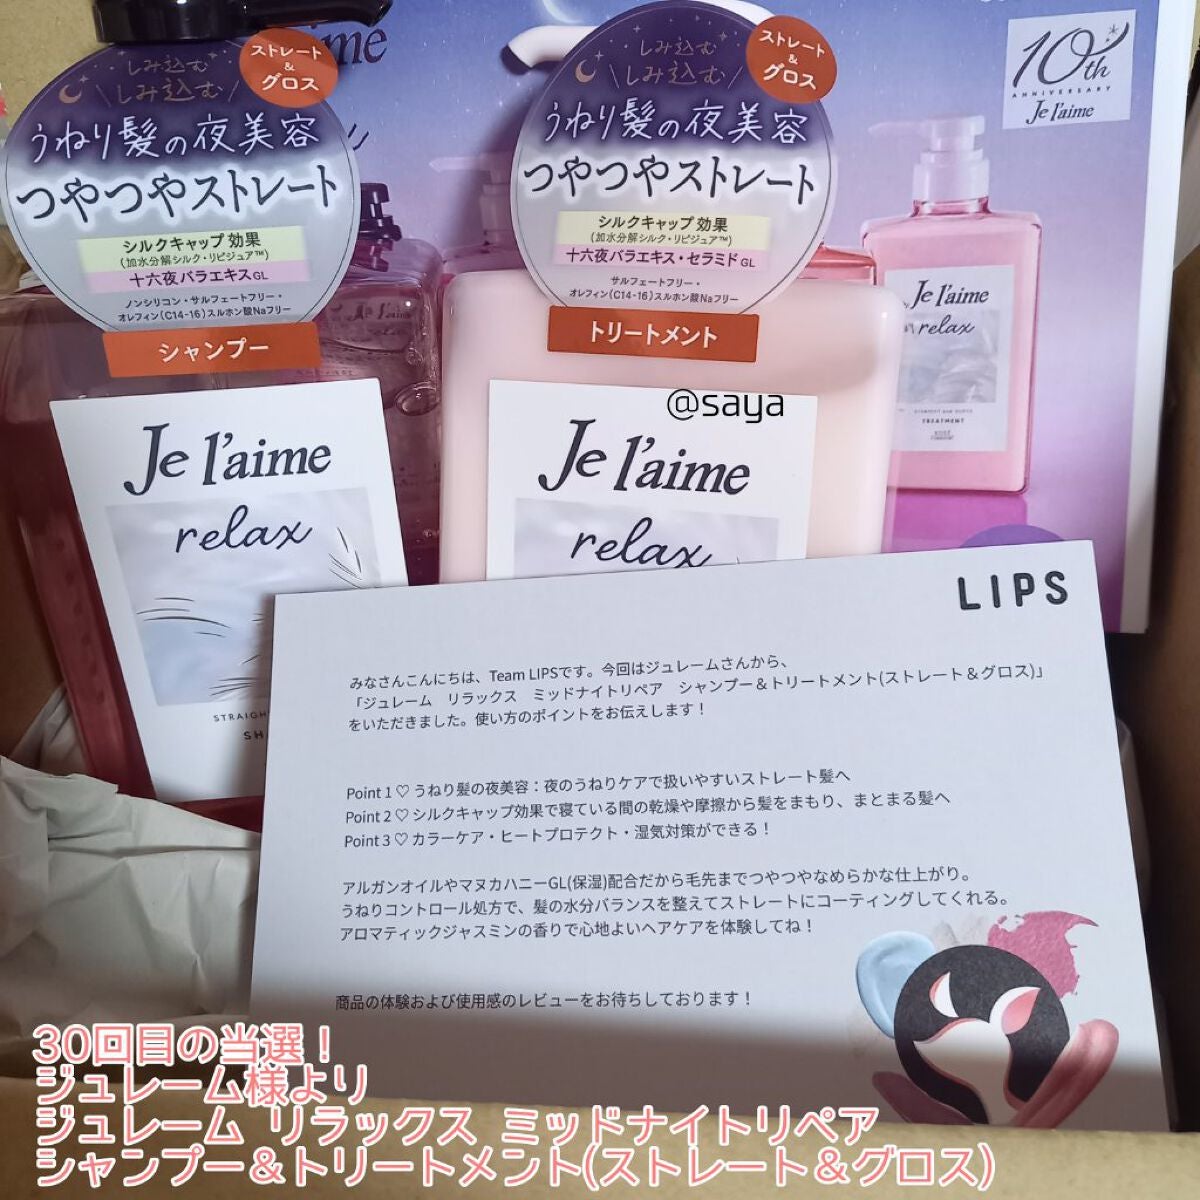 ime
10th
ANNIVERSARY
Je l'aime
しみ込む
しみ込む
ストレート
&
グロス
うねり髪の夜美容
つやつやストレート
シルクキャップ効果
(加水分解シルク・リピジュア™)
十六夜バラエキスGL
ノンシリコン・サルフェートフリー・
オレフィン(C14-16)スルホン酸Naフリー
シャンプー
Je l'aime
relax
STRAIGH
SH
しみ込む
しみ込む
ストレート
&
グロス
うねり髪の夜美容
つやつやストレート
シルクキャップ効果
(加水分解シルク・リピジュア™)
十六夜バラエキス・セラミドGL
サルフェートフリー・
オレフィン(C14-16)スルホン酸Naフリー
トリートメント
@saya
Je l'aime
relax
Je l'aime
relax
STRAIGHT and GLOSS
TREATMENT
LIPS
みなさんこんにちは、Team LIPSです。今回はジュレームさんから、
「ジュレーム リラックス ミッドナイトリペア シャンプー&トリートメント(ストレート&グロス)」
をいただきました。使い方のポイントをお伝えします！
Point 1 ♡ うねり髪の夜美容：夜のうねりケアで扱いやすいストレート髪へ
Point 2 ♡ シルクキャップ効果で寝ている間の乾燥や摩擦から髪をまもり、まとまる髪へ
Point 3 ♡ カラーケア・ヒートプロテクト・湿気対策ができる！
アルガンオイルやマヌカハニーGL(保湿)配合だから毛先までつやつやなめらかな仕上がり。
うねりコントロール処方で、髪の水分バランスを整えてストレートにコーティングしてくれる。
アロマティックジャスミンの香りで心地よいヘアケアを体験してね！
商品の体験および使用感のレビューをお待ちしております！
30回目の当選！
ジュレーム様より
ジュレーム リラックス ミッドナイトリペア
シャンプー&トリートメント(ストレート&グロス)